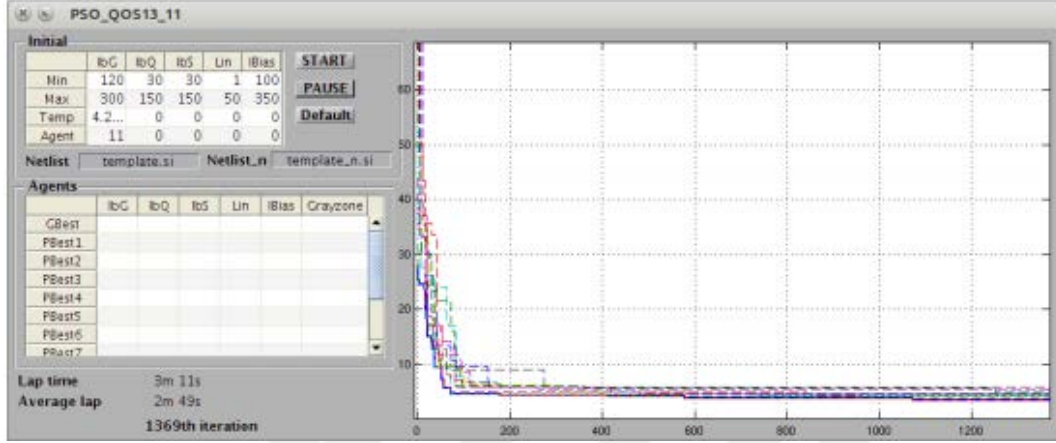 PSO_QOS13_11
Initial
IbG IbQ IbS Lin IBias
Min 120 30 30 1 100
Max 300 150 150 50 350
Temp 4.2... 0 0 0 0
Agent 11 0 0 0 0
START
PAUSE
Default
Netlist template.si Netlist_n template_n.si
Agents
IbG IbQ IbS Lin IBias Grayzone
GBest
PBest1
PBest2
PBest3
PBest4
PBest5
PBest6
PBest7
Lap time 3m 11s
Average lap 2m 49s
1369th iteration
60
50
40
30
20
10
0 200 400 600 800 1000 1200